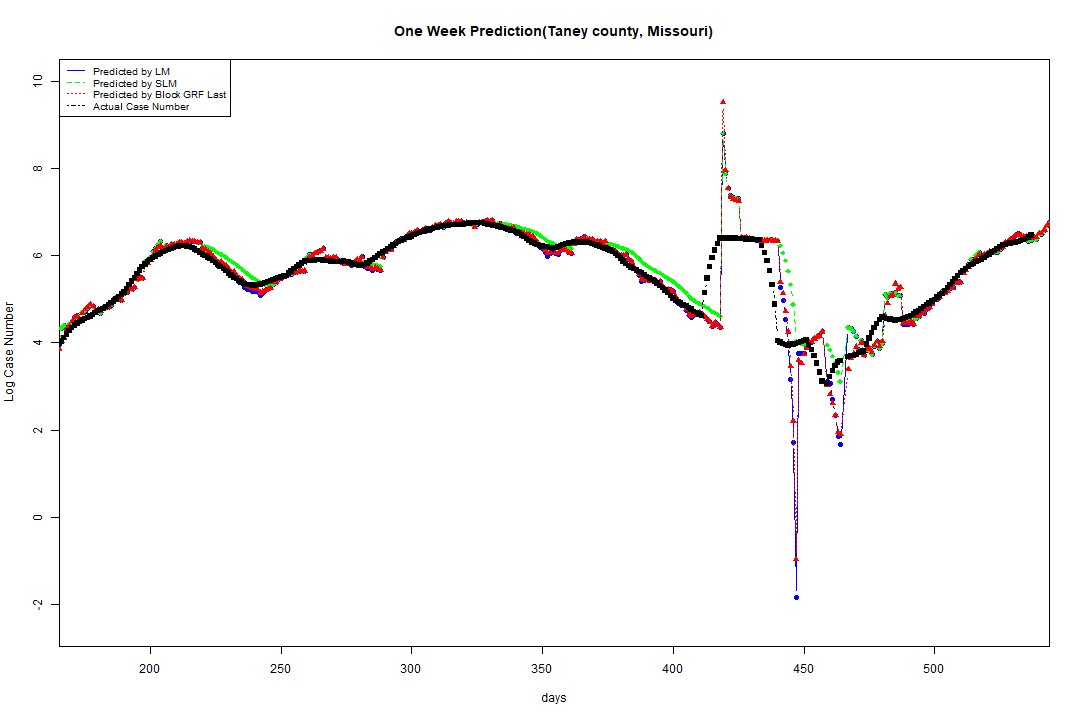 One Week Prediction(Taney county, Missouri)
Predicted by LM
Predicted by SLM
Predicted by Block GRF Last
Actual Case Number
10
8
6
4
2
0
-2
Log Case Number
200 250 300 350 400 450 500
days